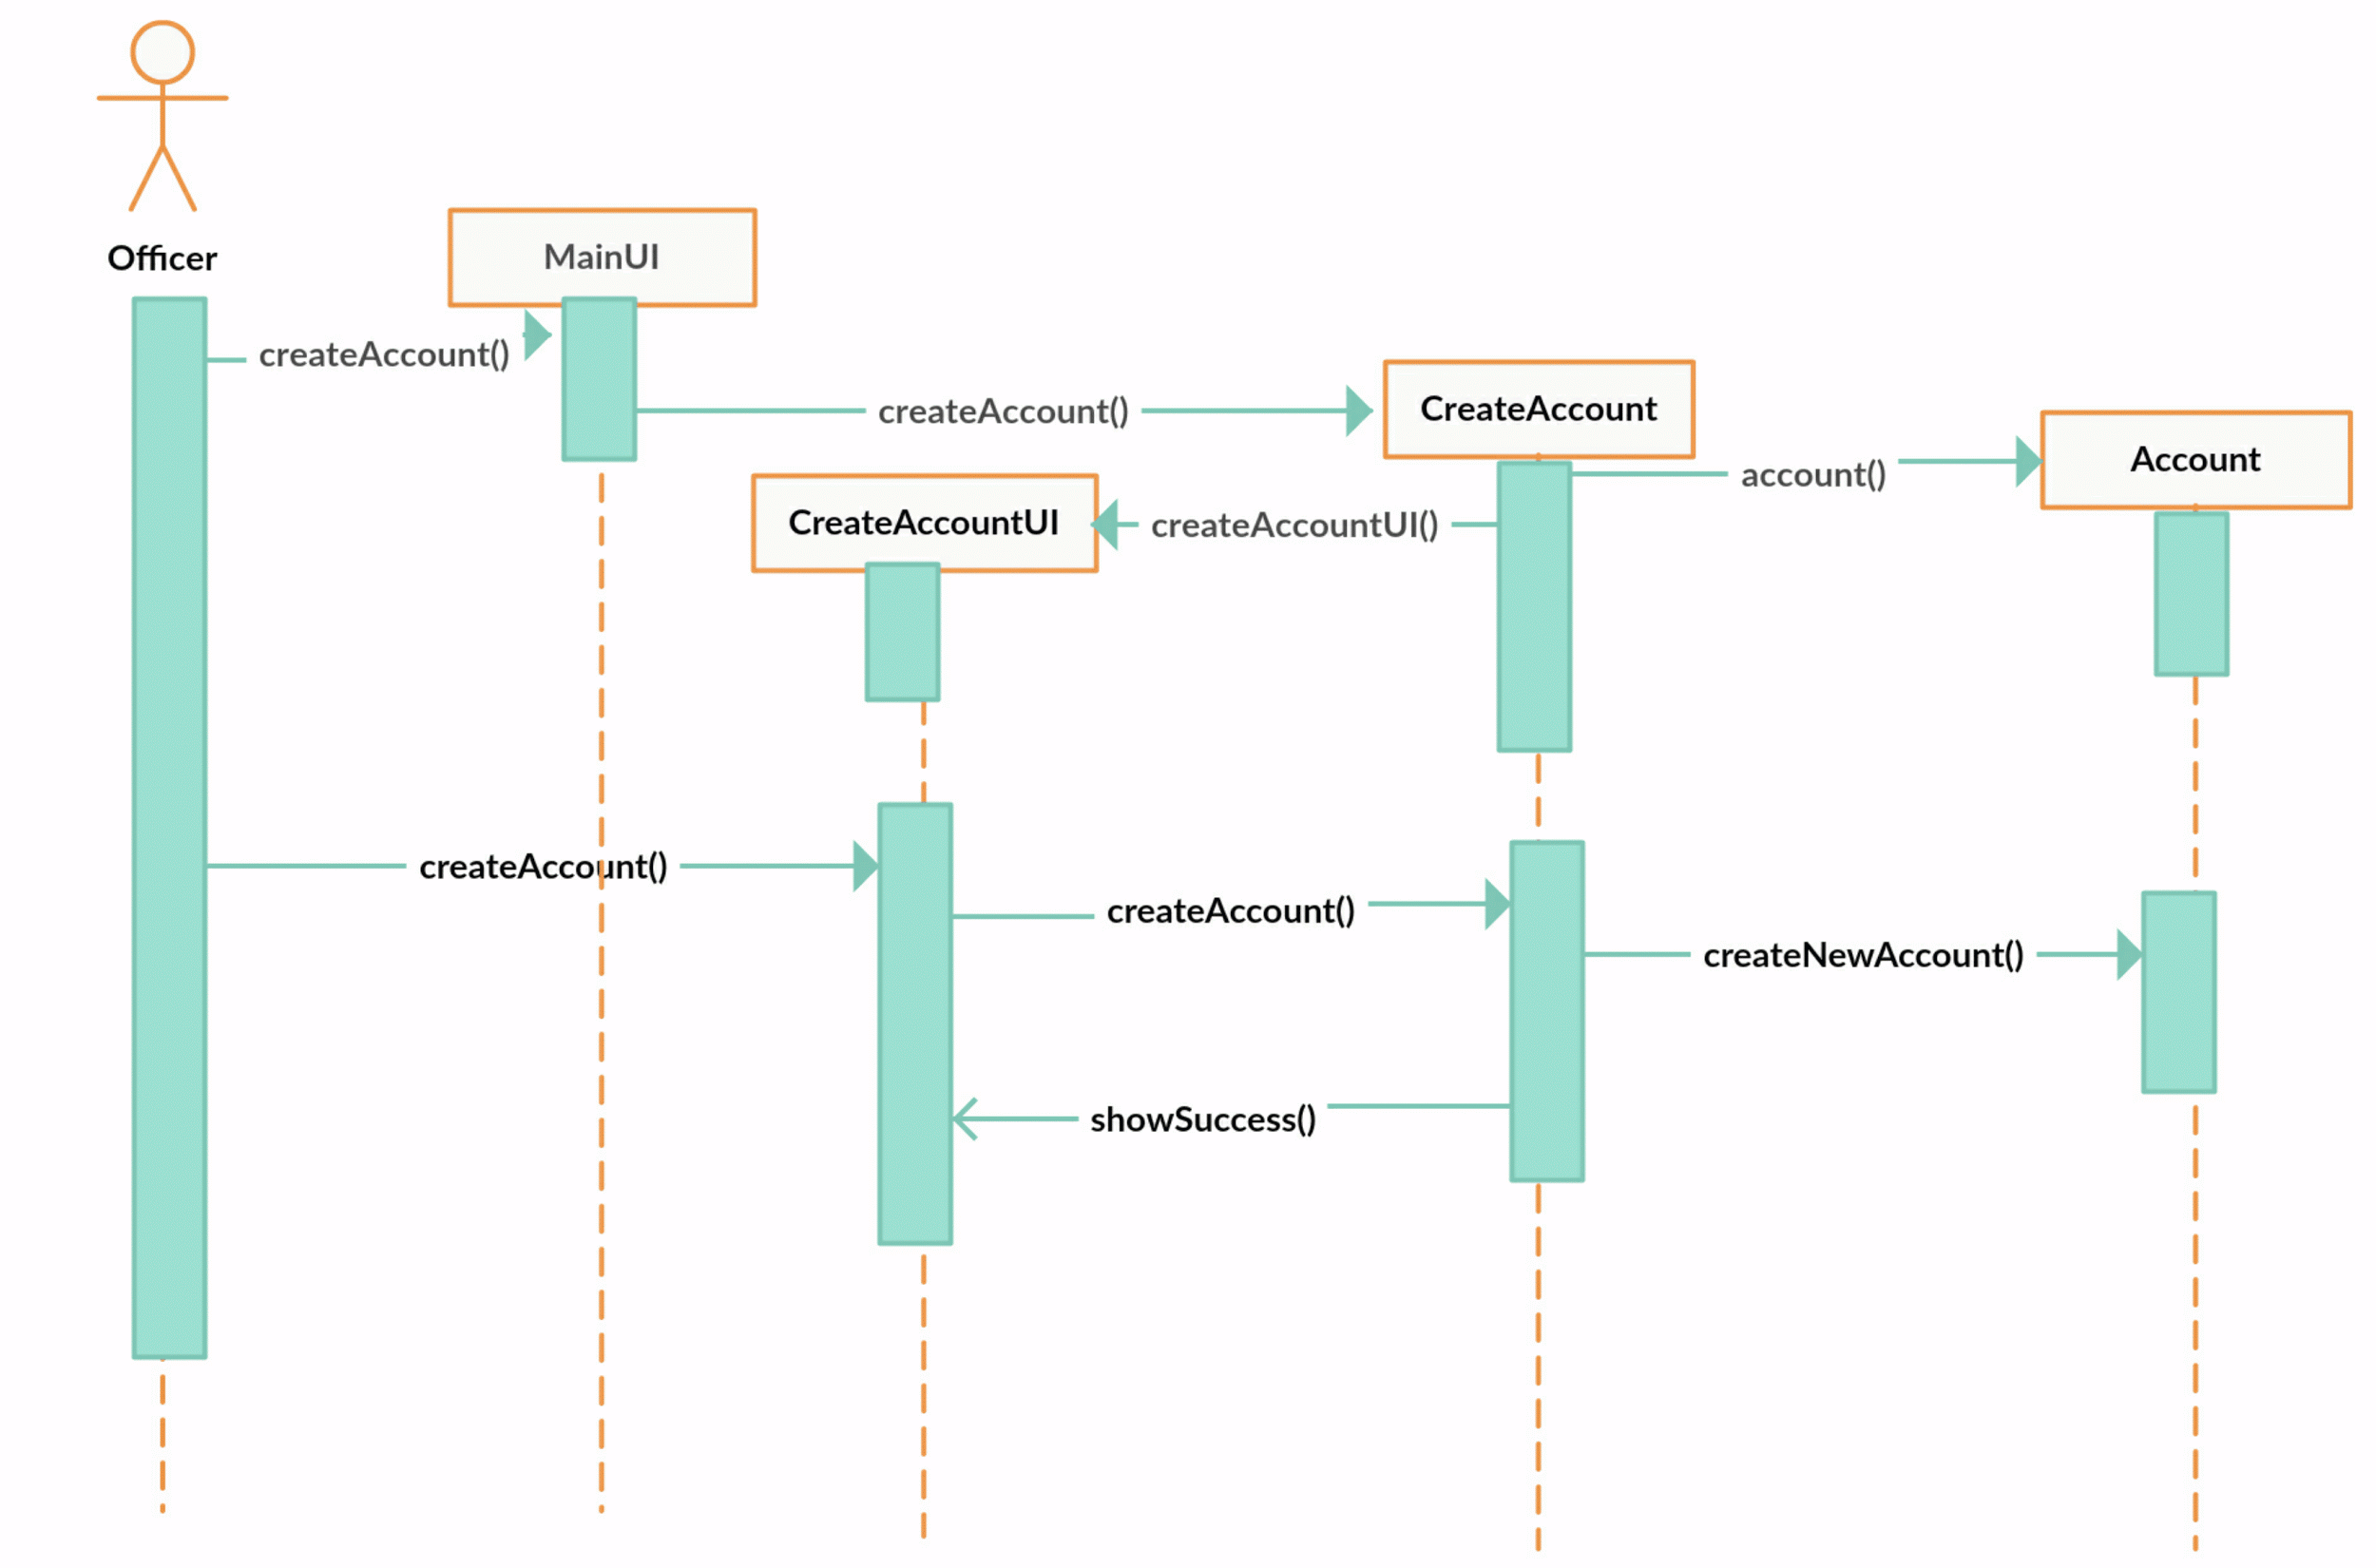 Officer
MainUI
createAccount()
createAccount()
CreateAccount
account()
Account
CreateAccountUI
createAccountUI()
createAccount()
createAccount()
createNewAccount()
showSuccess()